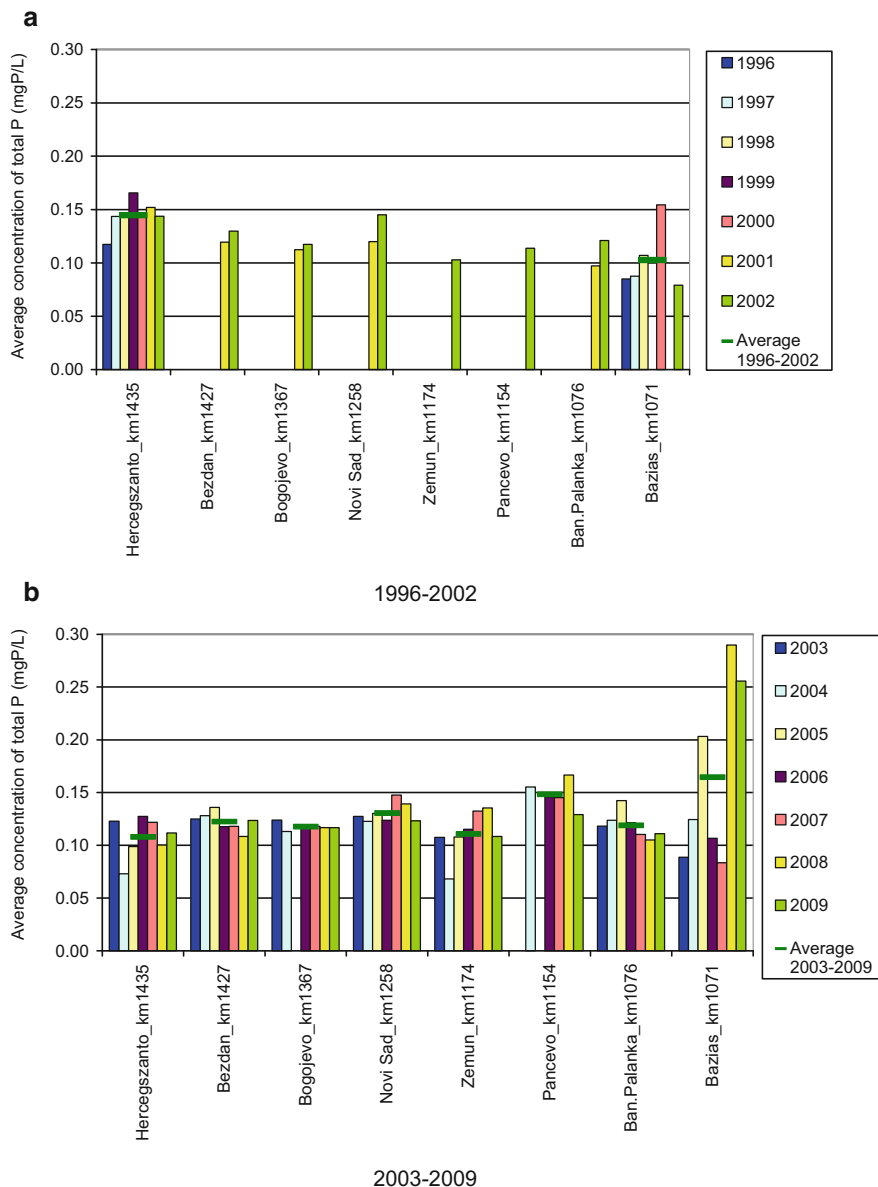 a
Average concentration of total P (mgP/L)
0.30
0.25
0.20
0.15
0.10
0.05
0.00
Hercegszanto_km1435
Bezdan_km1427
Bogojevo_km1367
Novi Sad_km1258
Zemun_km1174
Pancevo_km1154
Ban.Palanka_km1076
Bazias_km1071
1996
1997
1998
1999
2000
2001
2002
Average
1996-2002
1996-2002
b
Average concentration of total P (mgP/L)
0.30
0.25
0.20
0.15
0.10
0.05
0.00
Hercegszanto_km1435
Bezdan_km1427
Bogojevo_km1367
Novi Sad_km1258
Zemun_km1174
Pancevo_km1154
Ban.Palanka_km1076
Bazias_km1071
2003
2004
2005
2006
2007
2008
2009
Average
2003-2009
2003-2009